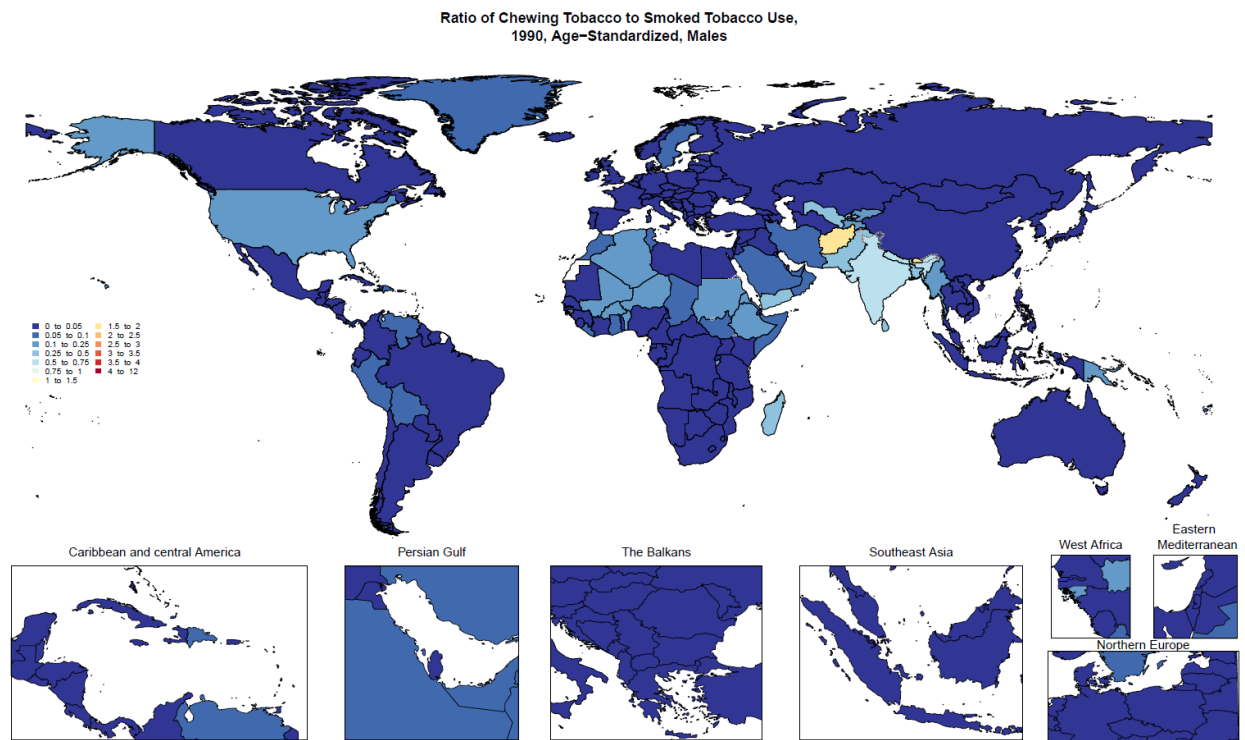 Ratio of Chewing Tobacco to Smoked Tobacco Use,
1990, Age−Standardized, Males
0 to 0.05
0.05 to 0.1
0.1 to 0.25
0.25 to 0.5
0.5 to 0.75
0.75 to 1
1 to 1.5
1.5 to 2
2 to 2.5
2.5 to 3
3 to 3.5
3.5 to 4
4 to 12
Caribbean and central America
Persian Gulf
The Balkans
Southeast Asia
West Africa
Eastern
Mediterranean
Northern Europe